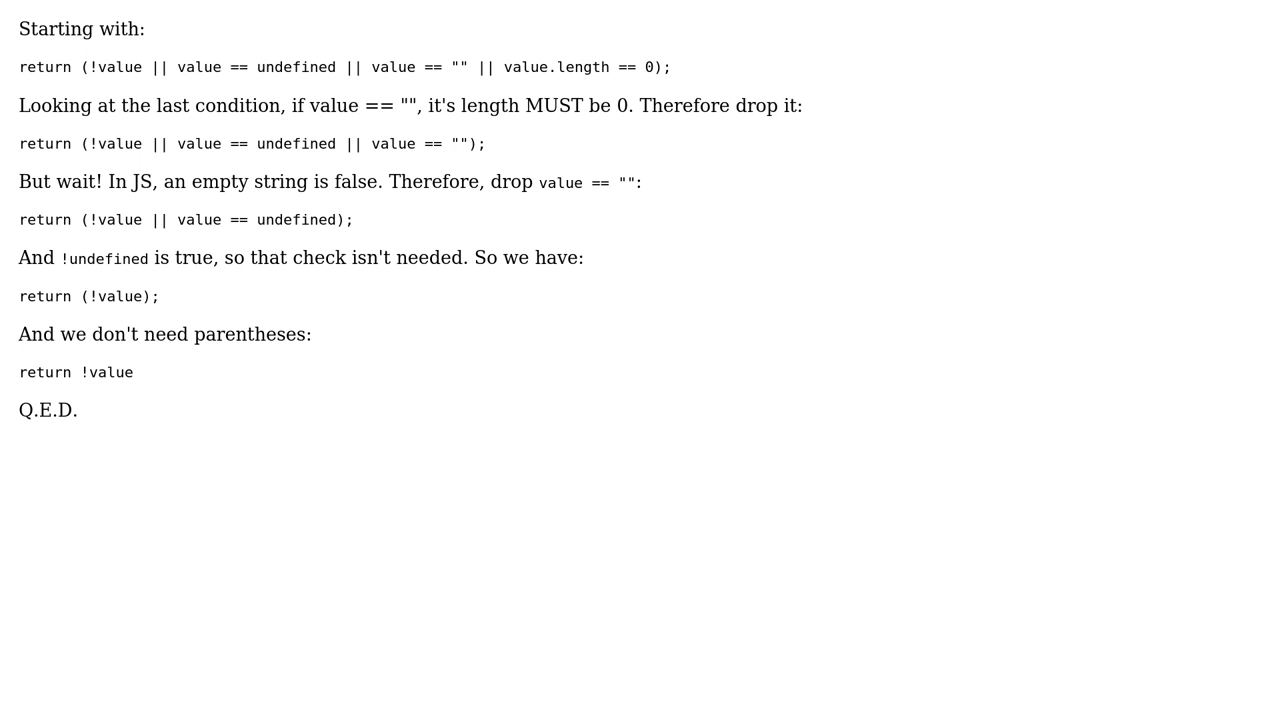 Starting with:
return (!value || value == undefined || value == "" || value.length == 0);
Looking at the last condition, if value == "", it's length MUST be 0. Therefore drop it:
return (!value || value == undefined || value == "");
But wait! In JS, an empty string is false. Therefore, drop value == "":
return (!value || value == undefined);
And !undefined is true, so that check isn't needed. So we have:
return (!value);
And we don't need parentheses:
return !value
Q.E.D.